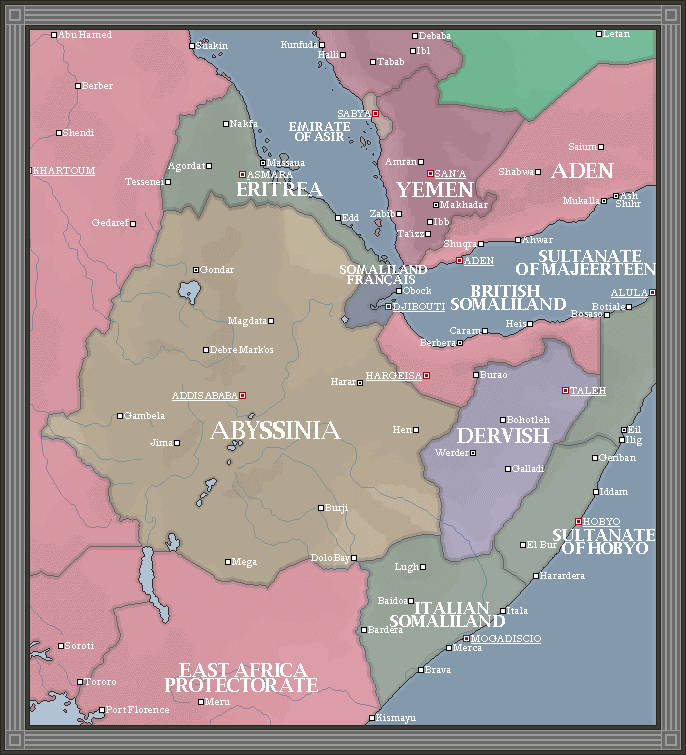 Abu Hamed
Suakin
Kunfuda
Halli
Debaba
Ibl
Tabab
Letan
Berber
SABYA
Nakfa
EMIRATE
OF ASIR
Shendi
Massaua
Amran
Saium
KHARTOUM
Agordat
ASMARA
SAN'A
Shabwa
ADEN
Tessenei
ERITREA
YEMEN
Makhadar
Mukalla
Ash
Shihr
Gedaref
Edd
Zabib
Ibb
Ta'izz
Shuqra
Ahwar
ADEN
SULTANATE
OF MAJEERTEEN
Gondar
SOMALILAND
FRANÇAIS
Obock
DJIBOUTI
BRITISH
SOMALILAND
ALULA
Botiale
Bosaso
Magdala
Caram
Heis
Berbera
Debre Mark'os
ADDIS ABABA
Harar
HARGEISA
Burao
TALEH
Gambela
ABYSSINIA
Hen
Bohotleh
DERVISH
Eil
Ilig
Jima
Werder
Galladi
Geriban
Iddam
Burji
HOBYO
SULTANATE
OF HOBYO
El Bur
Mega
Dolo Bay
Lugh
Harardera
Baidoa
ITALIAN
SOMALILAND
Itala
Bardera
MOGADISCIO
Merca
Soroti
Tororo
EAST AFRICA
PROTECTORATE
Brava
Meru
Port Florence
Kismayu